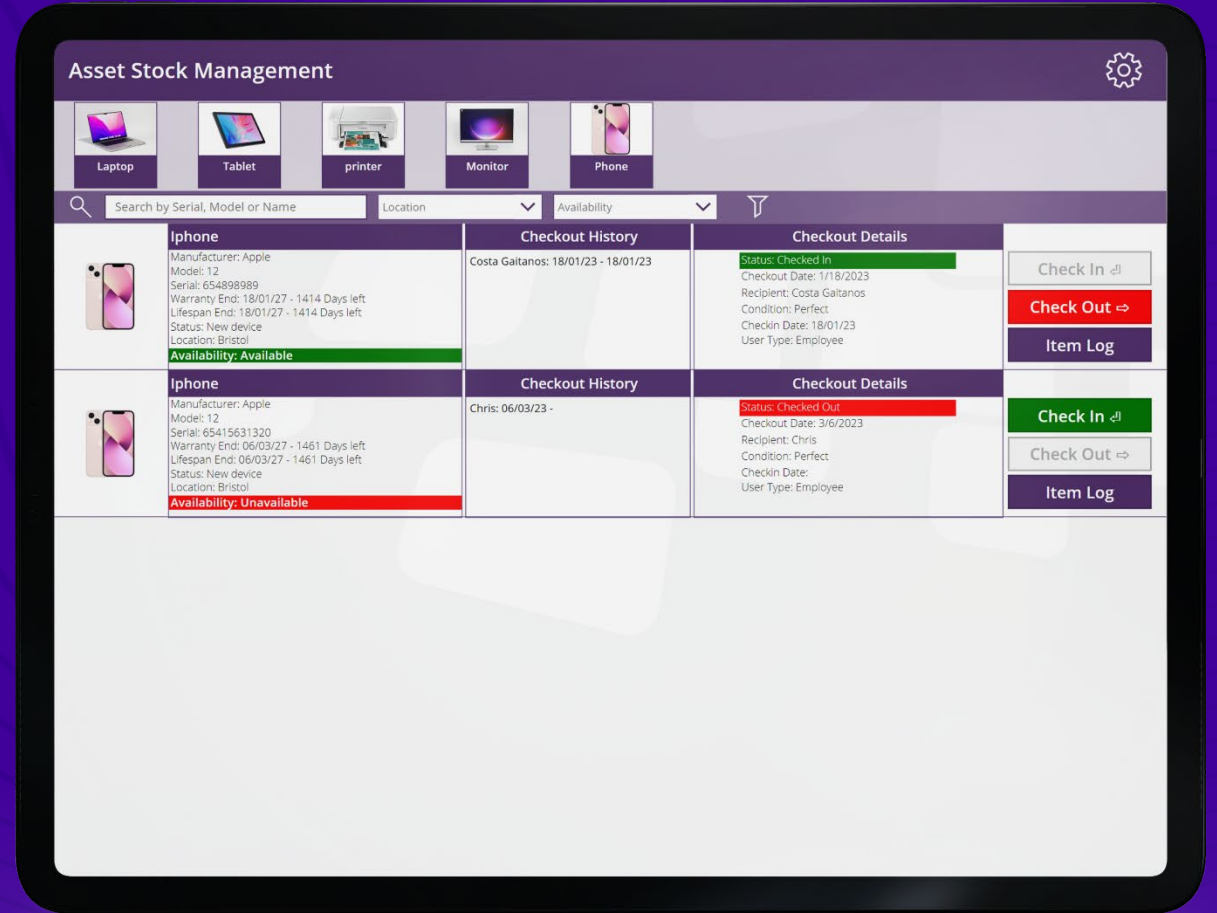 Asset Stock Management
Laptop
Tablet
printer
Monitor
Phone
Search by Serial, Model or Name
Location
Availability
Iphone
Manufacturer: Apple
Model: 12
Serial: 654898989
Warranty End: 18/01/27 - 1414 Days left
Lifespan End: 18/01/27 - 1414 Days left
Status: New device
Location: Bristol
Availability: Available
Checkout History
Costa Gaitanos: 18/01/23 - 18/01/23
Checkout Details
Status: Checked In
Checkout Date: 1/18/2023
Recipient: Costa Gaitanos
Condition: Perfect
Checkin Date: 18/01/23
User Type: Employee
Check In ⏎
Check Out ⇨
Item Log
Iphone
Manufacturer: Apple
Model: 12
Serial: 65415631320
Warranty End: 06/03/27 - 1461 Days left
Lifespan End: 06/03/27 - 1461 Days left
Status: New device
Location: Bristol
Availability: Unavailable
Checkout History
Chris: 06/03/23 -
Checkout Details
Status: Checked Out
Checkout Date: 3/6/2023
Recipient: Chris
Condition: Perfect
Checkin Date:
User Type: Employee
Check In ⏎
Check Out ⇨
Item Log